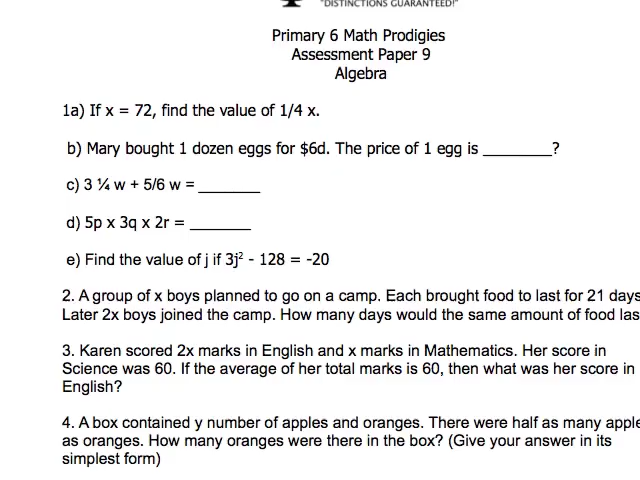 "DISTINCTIONS GUARANTEED!"
Primary 6 Math Prodigies
Assessment Paper 9
Algebra
1a) If x = 72, find the value of 1/4 x.
b) Mary bought 1 dozen eggs for $6d. The price of 1 egg is ________?
c) 3 ¼ w + 5/6 w = _______
d) 5p x 3q x 2r = _______
e) Find the value of j if 3j² - 128 = -20
2. A group of x boys planned to go on a camp. Each brought food to last for 21 days
Later 2x boys joined the camp. How many days would the same amount of food las
3. Karen scored 2x marks in English and x marks in Mathematics. Her score in
Science was 60. If the average of her total marks is 60, then what was her score in
English?
4. A box contained y number of apples and oranges. There were half as many apple
as oranges. How many oranges were there in the box? (Give your answer in its
simplest form)